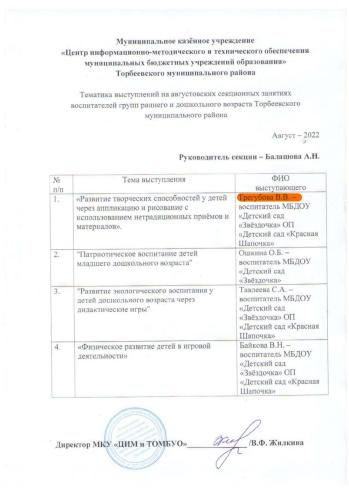 Муниципальное казённое учреждение
«Центр информационно-методического и технического обеспечения
муниципальных бюджетных учреждений образования»
Торбеевского муниципального района
Тематика выступлений на августовских секционных занятиях
воспитателей групп раннего и дошкольного возраста Торбеевского
муниципального района
Август – 2022
Руководитель секции – Балашова А.Н.
№
п/п
Тема выступления
ФИО
выступающего
1.
«Развитие творческих способностей у детей
через аппликацию и рисование с
использованием нетрадиционных приёмов и
материалов».
Трегубова В.В. –
воспитатель МБДОУ
«Детский сад
«Звёздочка» ОП
«Детский сад «Красная
Шапочка»
2.
"Патриотическое воспитание детей
младшего дошкольного возраста"
Ошкина О.Б. –
воспитатель МБДОУ
«Детский сад
«Звёздочка»
3.
"Развитие экологического воспитания у
детей дошкольного возраста через
дидактические игры"
Тавлеева С.А. –
воспитатель МБДОУ
«Детский сад
«Звёздочка» ОП
«Детский сад «Красная
Шапочка»
4.
«Физическое развитие детей в игровой
деятельности»
Байкова В.Н. –
воспитатель МБДОУ
«Детский сад
«Звёздочка» ОП
«Детский сад «Красная
Шапочка»
Директор МКУ «ЦИМ и ТОМБУО» /В.Ф. Жилкина